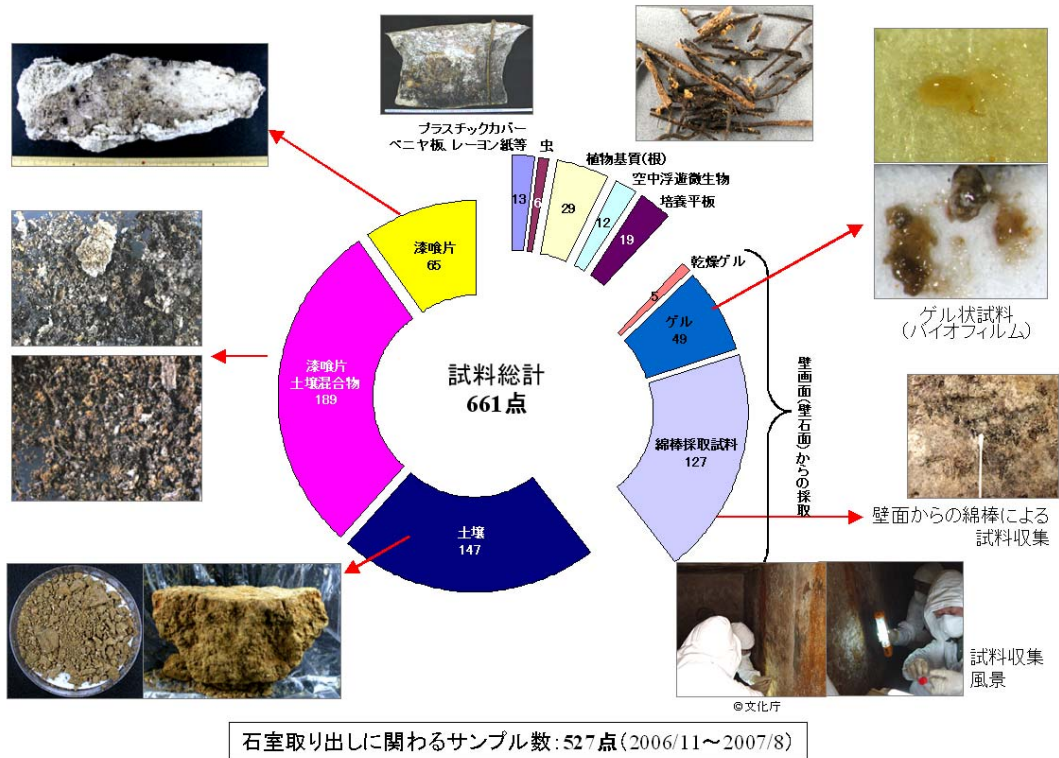 プラスチックカバー
ベニヤ板、レーヨン紙等
虫
植物基質(根)
空中浮遊微生物
培養平板
13
6
29
12
19
乾燥ゲル
5
漆喰片
65
ゲル
49
ゲル状試料
(バイオフィルム)
漆喰片
土壌混合物
189
試料総計
661点
綿棒採取試料
127
壁画面(壁石面)からの採取
壁面からの綿棒による
試料収集
土壌
147
試料収集
風景
©文化庁
石室取り出しに関わるサンプル数:527点(2006/11~2007/8)